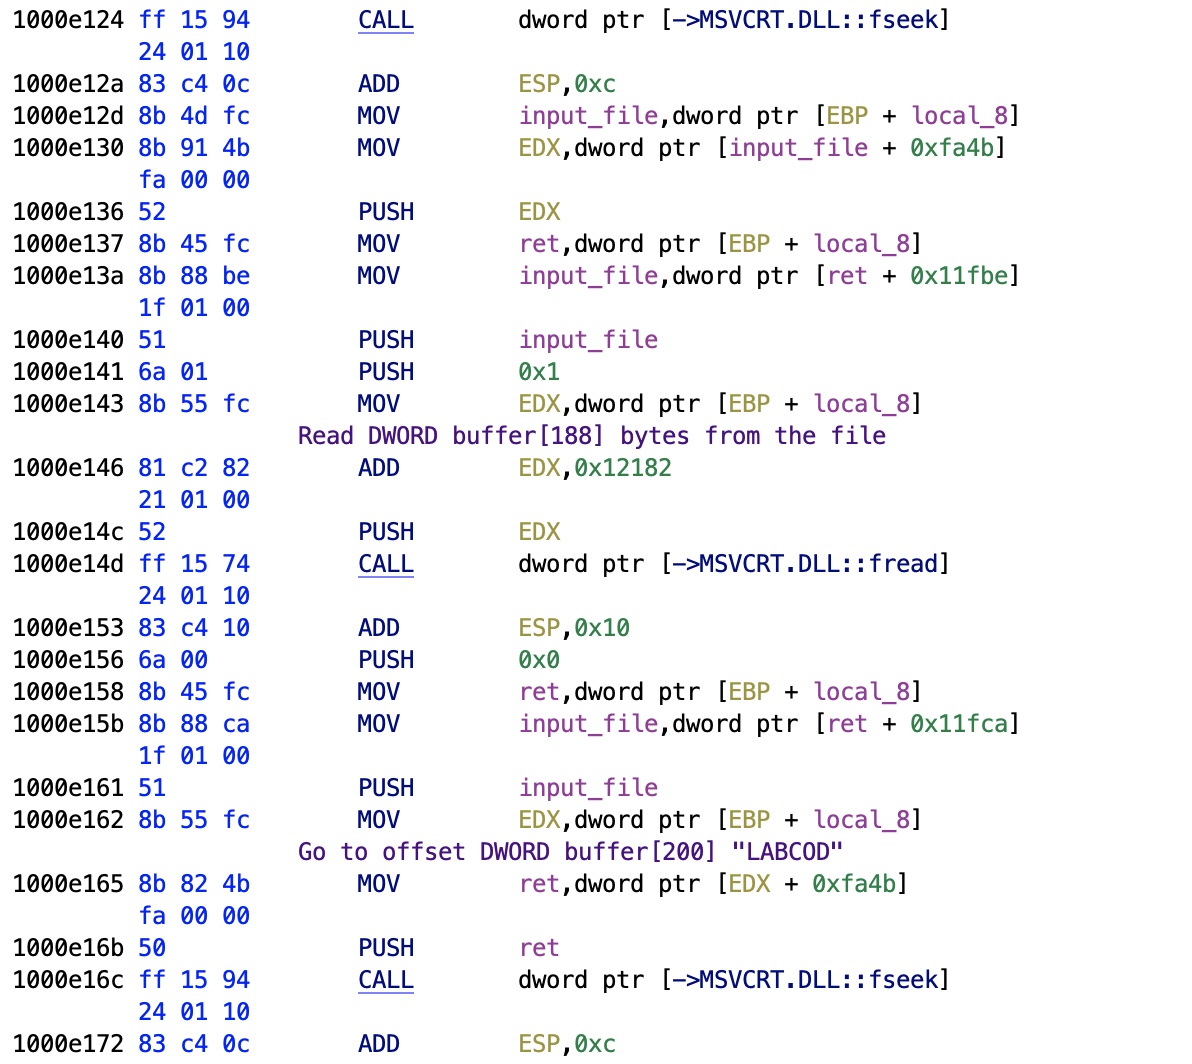 1000e124 ff 15 94 CALL dword ptr [->MSVCRT.DLL::fseek]
24 01 10
1000e12a 83 c4 0c ADD ESP,0xc
1000e12d 8b 4d fc MOV input_file,dword ptr [EBP + local_8]
1000e130 8b 91 4b MOV EDX,dword ptr [input_file + 0xfa4b]
fa 00 00
1000e136 52 PUSH EDX
1000e137 8b 45 fc MOV ret,dword ptr [EBP + local_8]
1000e13a 8b 88 be MOV input_file,dword ptr [ret + 0x11fbe]
1f 01 00
1000e140 51 PUSH input_file
1000e141 6a 01 PUSH 0x1
1000e143 8b 55 fc MOV EDX,dword ptr [EBP + local_8]
Read DWORD buffer[188] bytes from the file
1000e146 81 c2 82 ADD EDX,0x12182
21 01 00
1000e14c 52 PUSH EDX
1000e14d ff 15 74 CALL dword ptr [->MSVCRT.DLL::fread]
24 01 10
1000e153 83 c4 10 ADD ESP,0x10
1000e156 6a 00 PUSH 0x0
1000e158 8b 45 fc MOV ret,dword ptr [EBP + local_8]
1000e15b 8b 88 ca MOV input_file,dword ptr [ret + 0x11fca]
1f 01 00
1000e161 51 PUSH input_file
1000e162 8b 55 fc MOV EDX,dword ptr [EBP + local_8]
Go to offset DWORD buffer[200] "LABCOD"
1000e165 8b 82 4b MOV ret,dword ptr [EDX + 0xfa4b]
fa 00 00
1000e16b 50 PUSH ret
1000e16c ff 15 94 CALL dword ptr [->MSVCRT.DLL::fseek]
24 01 10
1000e172 83 c4 0c ADD ESP,0xc